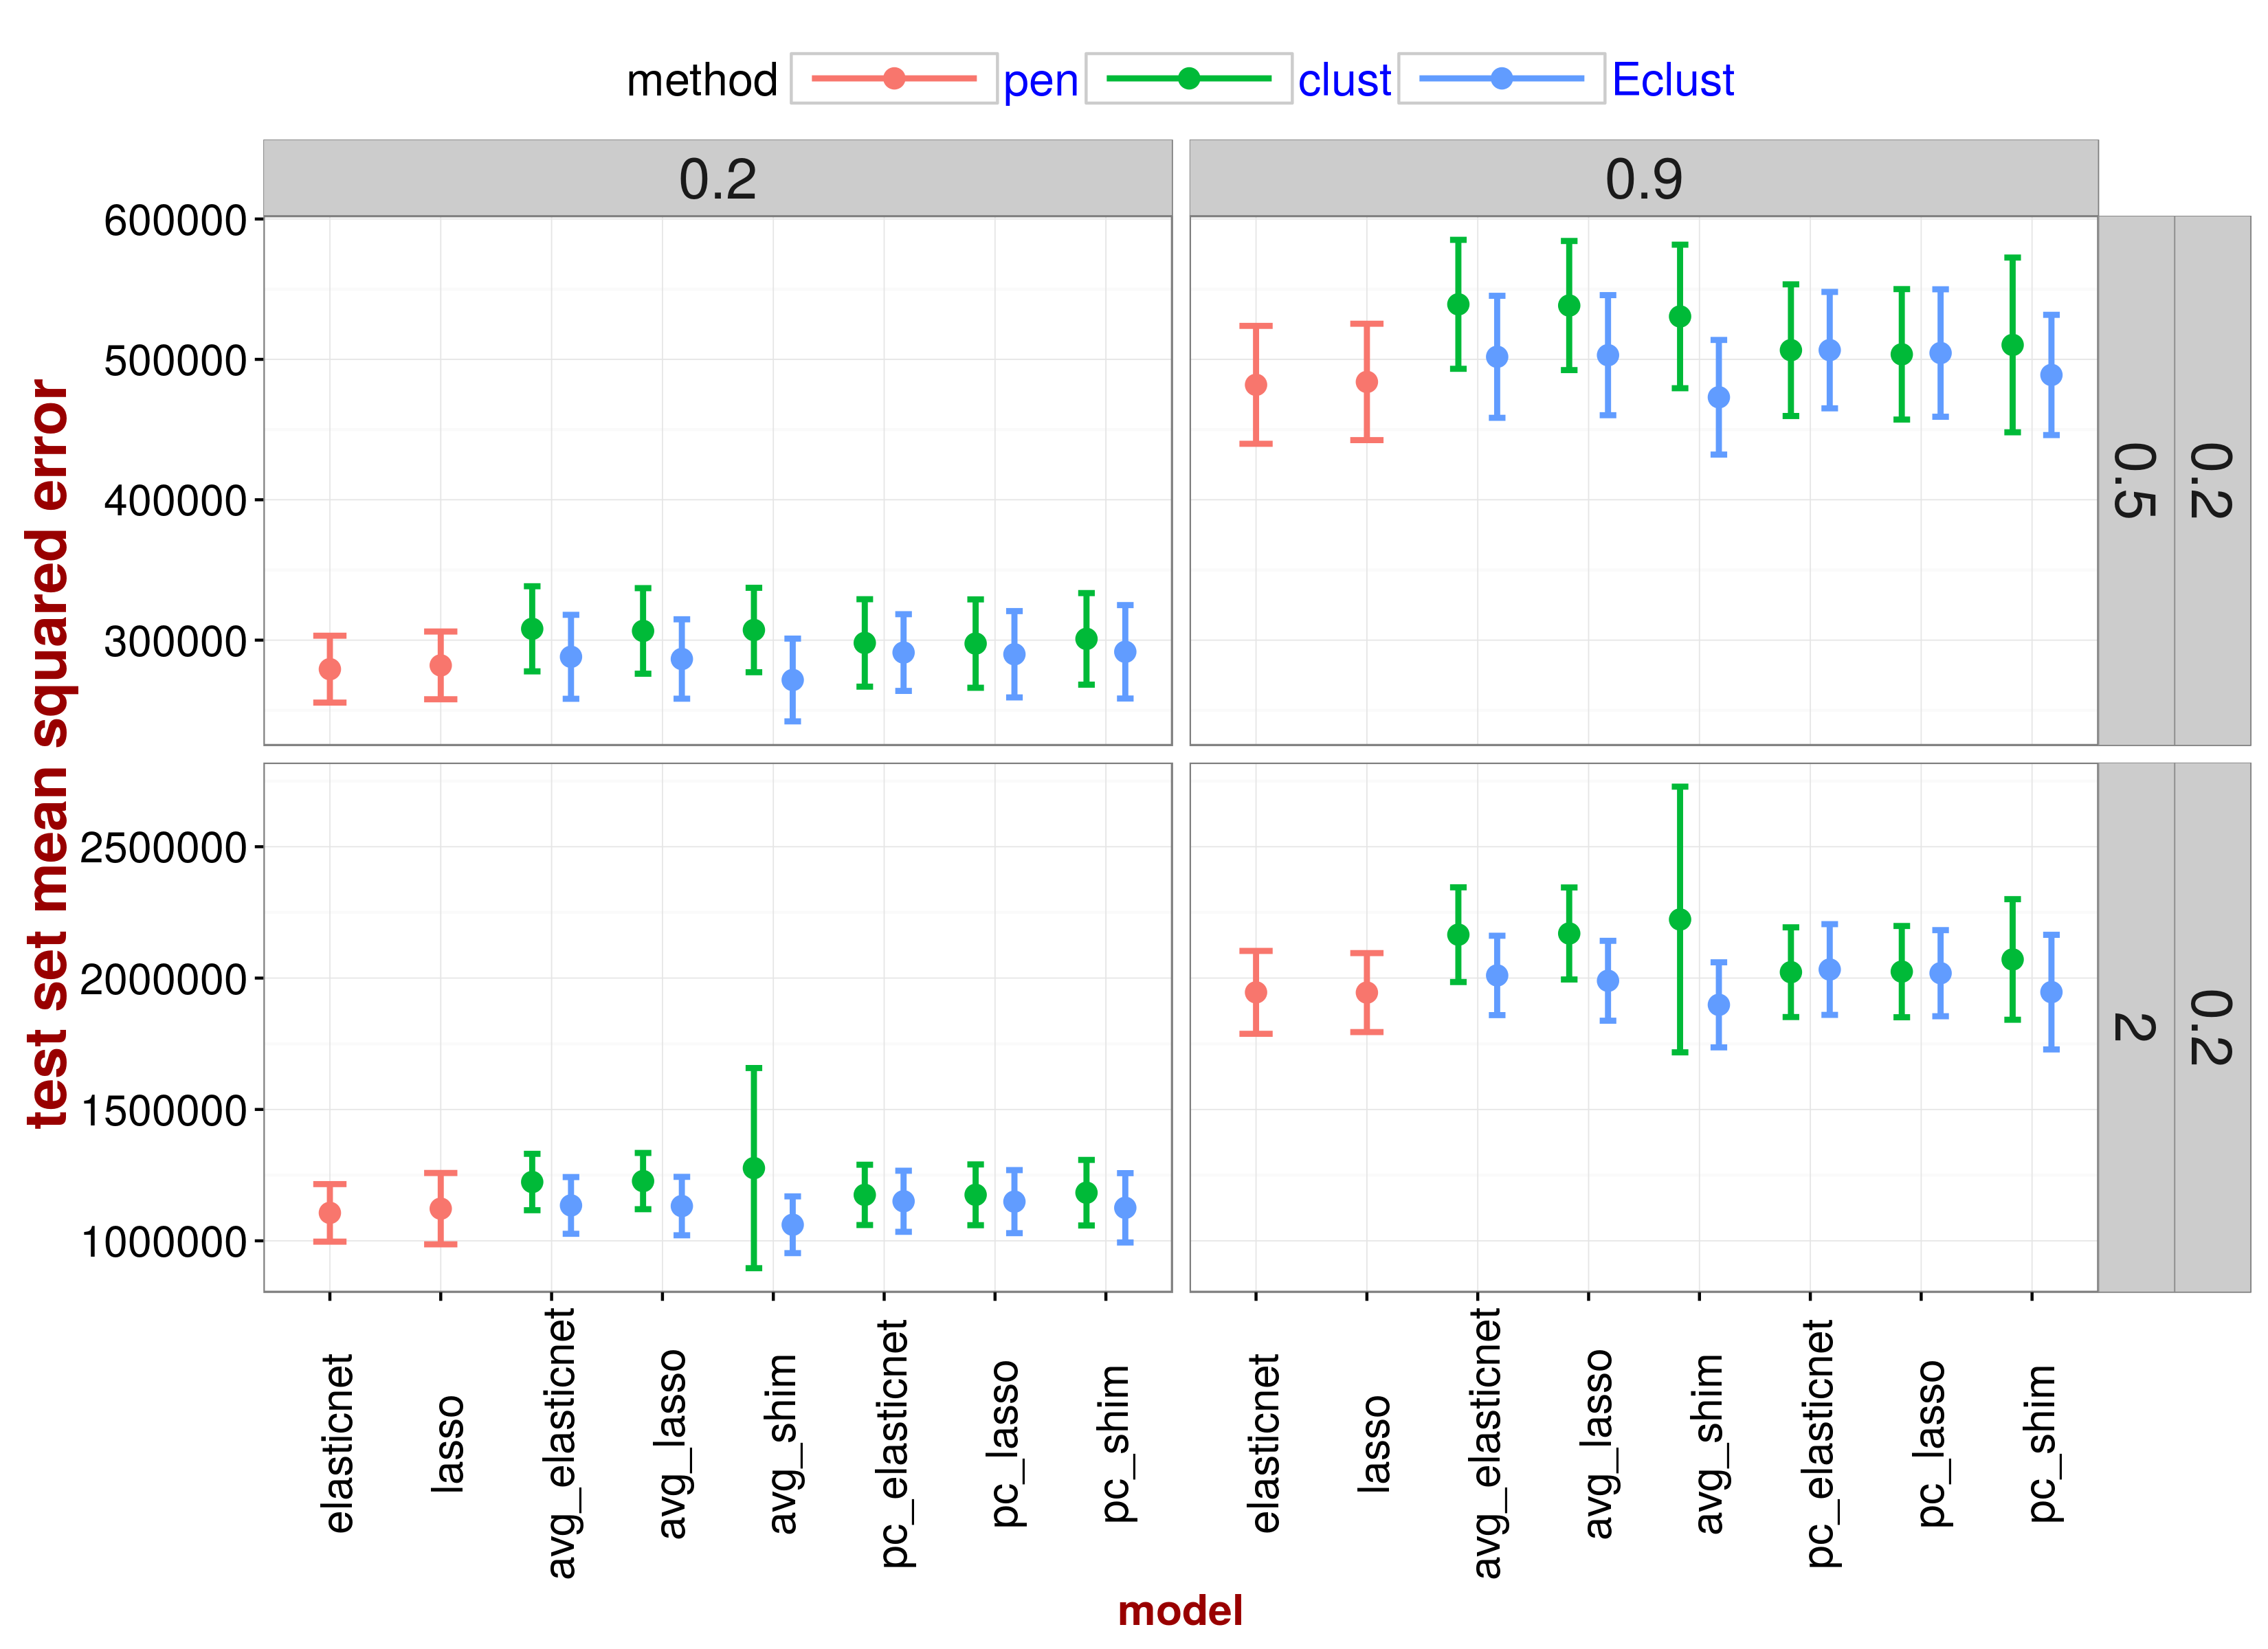 method pen clust Eclust
0.2 0.9
test set mean squared error
600000
500000
400000
300000
0.5 0.2
2500000
2000000
1500000
1000000
2 0.2
elasticnet lasso avg_elasticnet avg_lasso avg_shim pc_elasticnet pc_lasso pc_shim elasticnet lasso avg_elasticnet avg_lasso avg_shim pc_elasticnet pc_lasso pc_shim
model